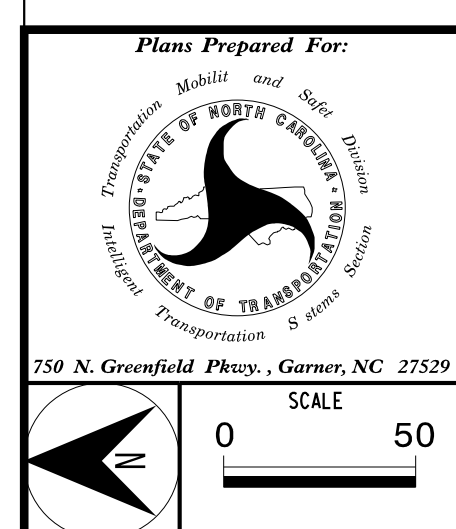 Plans Prepared For:
Transportation Mobilit and Safet Division
STATE OF NORTH CAROLINA
DEPARTMENT OF TRANSPORTATION
Intelligent Transportation S stems Section
750 N. Greenfield Pkwy. , Garner, NC 27529
SCALE
0 50
N